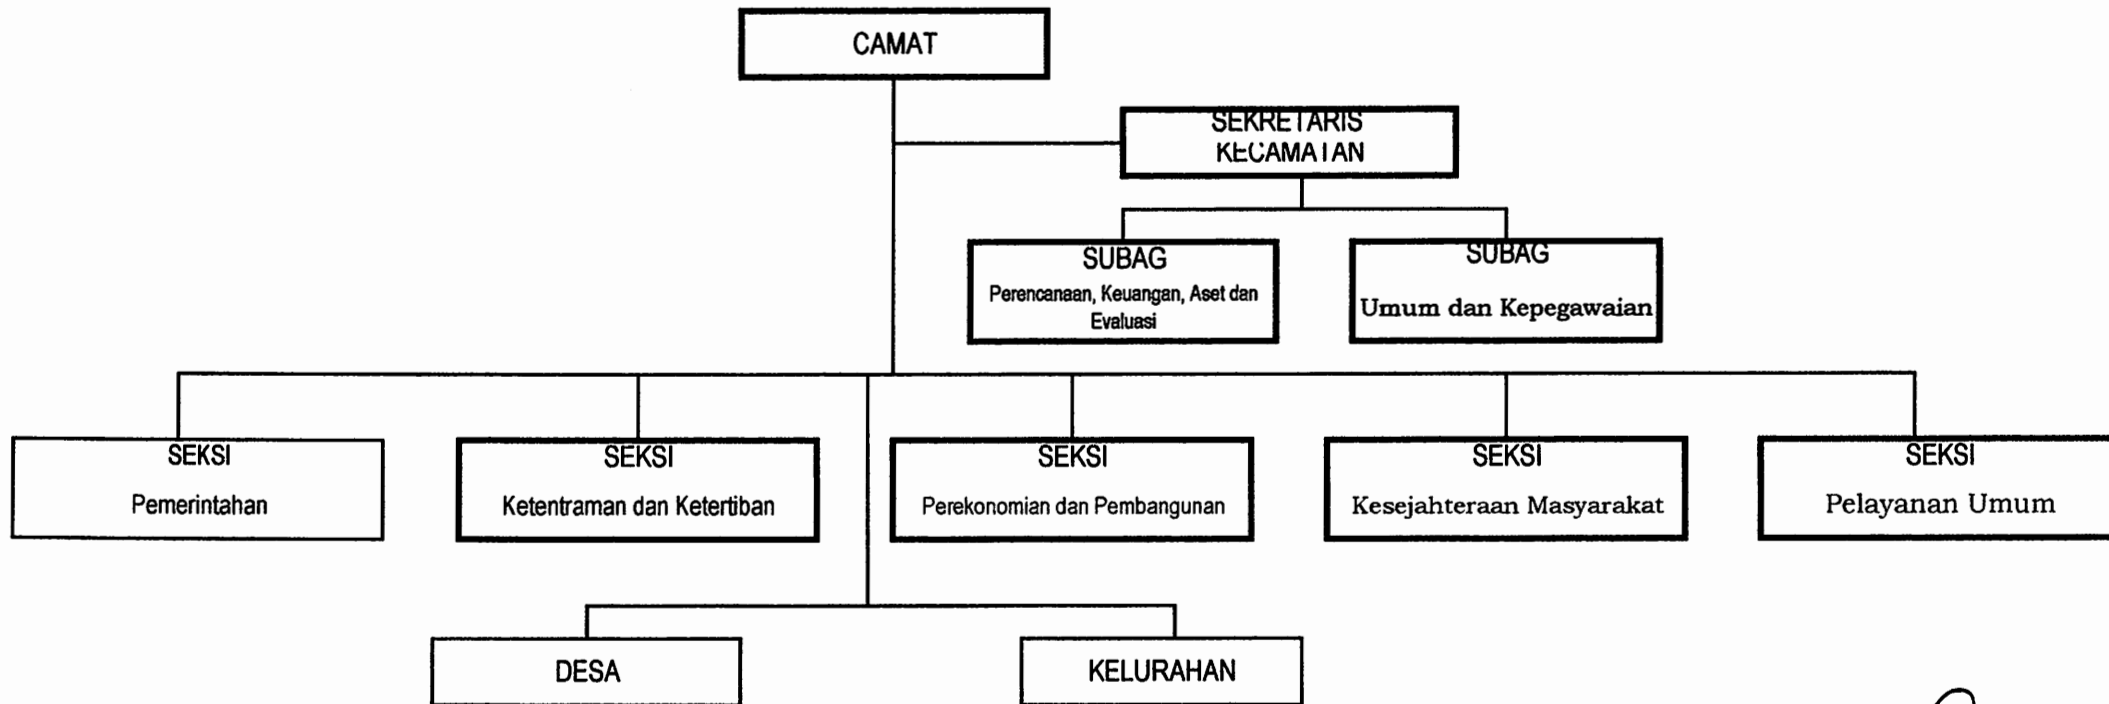 CAMAT
SEKRETARIS
KECAMATAN
SUBAG
Perencanaan, Keuangan, Aset dan
Evaluasi
SUBAG
Umum dan Kepegawaian
SEKSI
Pemerintahan
SEKSI
Ketentraman dan Ketertiban
SEKSI
Perekonomian dan Pembangunan
SEKSI
Kesejahteraan Masyarakat
SEKSI
Pelayanan Umum
DESA
KELURAHAN